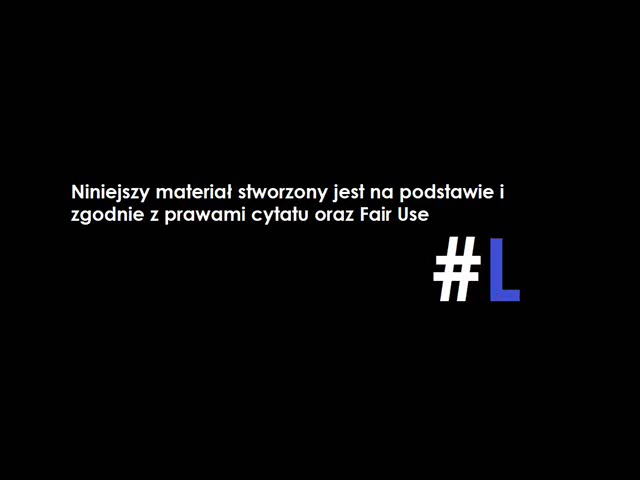 Niniejszy materiał stworzony jest na podstawie i
zgodnie z prawami cytatu oraz Fair Use
#L